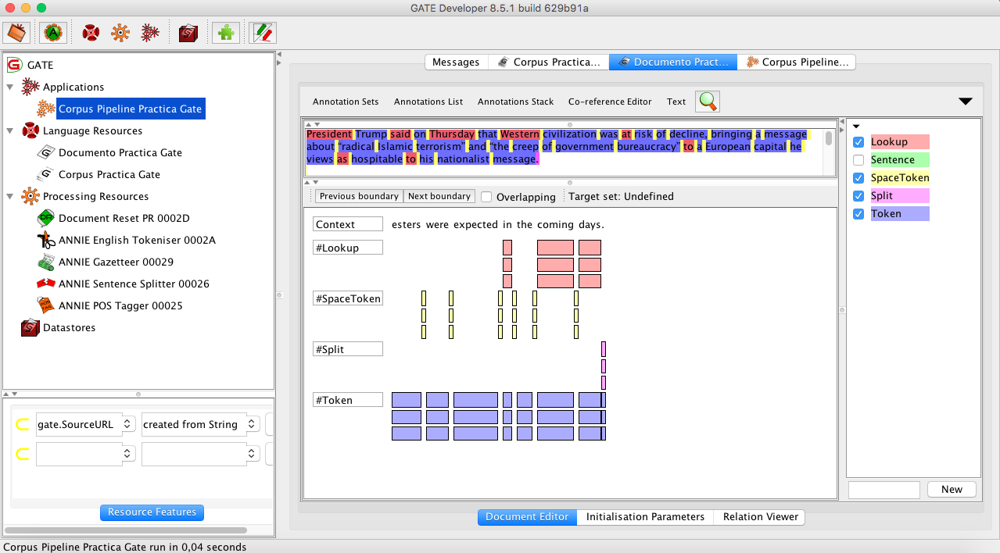 GATE Developer 8.5.1 build 629b91a
GATE
Applications
Corpus Pipeline Practica Gate
Language Resources
Documento Practica Gate
Corpus Practica Gate
Processing Resources
Document Reset PR 0002D
ANNIE English Tokeniser 0002A
ANNIE Gazetteer 00029
ANNIE Sentence Splitter 00026
ANNIE POS Tagger 00025
Datastores
gate.SourceURL created from String
Resource Features
Messages Corpus Practica... Documento Pract... Corpus Pipeline...
Annotation Sets Annotations List Annotations Stack Co-reference Editor Text
President Trump said on Thursday that Western civilization was at risk of decline, bringing a message
about “radical Islamic terrorism” and “the creep of government bureaucracy” to a European capital he
views as hospitable to his nationalist message.
Previous boundary Next boundary Overlapping Target set: Undefined
Context esters were expected in the coming days.
#Lookup
#SpaceToken
#Split
#Token
Lookup
Sentence
SpaceToken
Split
Token
New
Document Editor Initialisation Parameters Relation Viewer
Corpus Pipeline Practica Gate run in 0,04 seconds